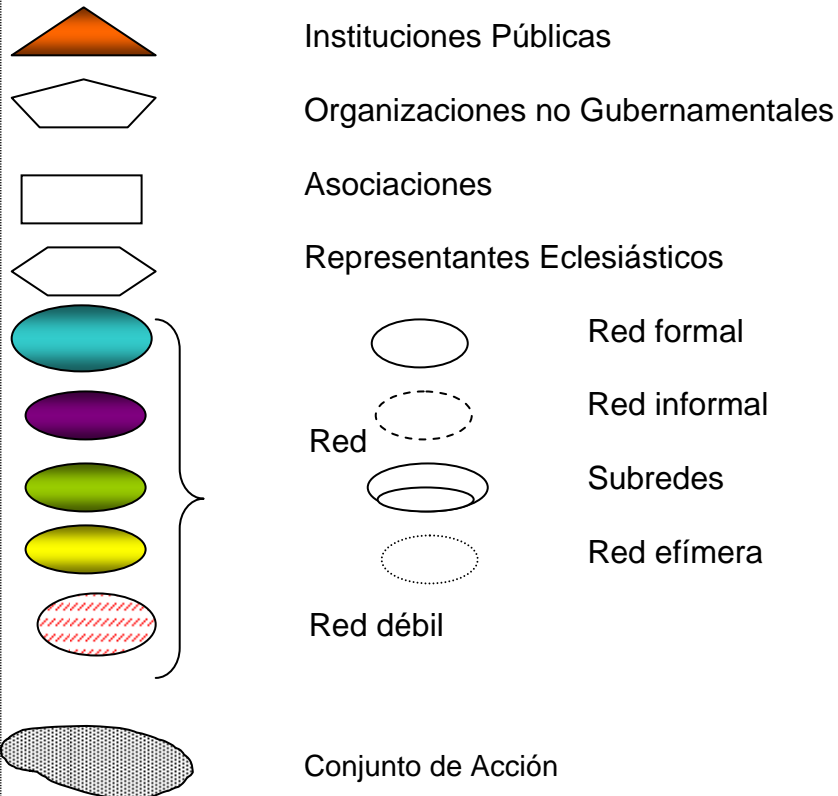 Instituciones Públicas
Organizaciones no Gubernamentales
Asociaciones
Representantes Eclesiásticos
Red formal
Red informal
Red
Subredes
Red efímera
Red débil
Conjunto de Acción